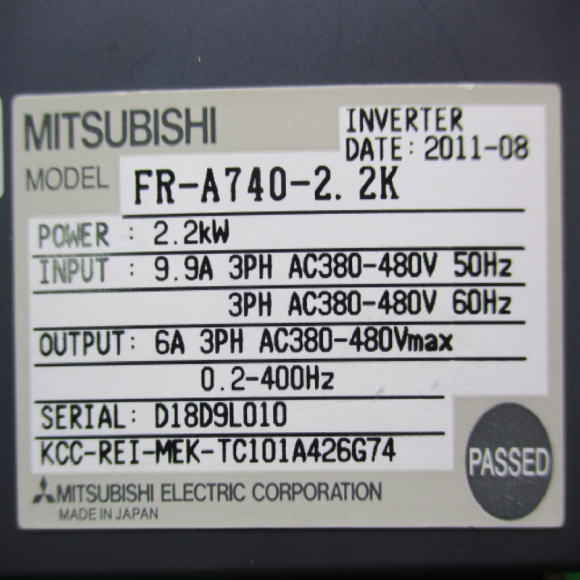 MITSUBISHI
INVERTER
DATE: 2011-08
MODEL FR-A740-2.2K
POWER : 2.2kW
INPUT : 9.9A 3PH AC380-480V 50Hz
3PH AC380-480V 60Hz
OUTPUT: 6A 3PH AC380-480Vmax
0.2-400Hz
SERIAL: D18D9L010
KCC-REI-MEK-TC101A426G74
PASSED
MITSUBISHI ELECTRIC CORPORATION
MADE IN JAPAN